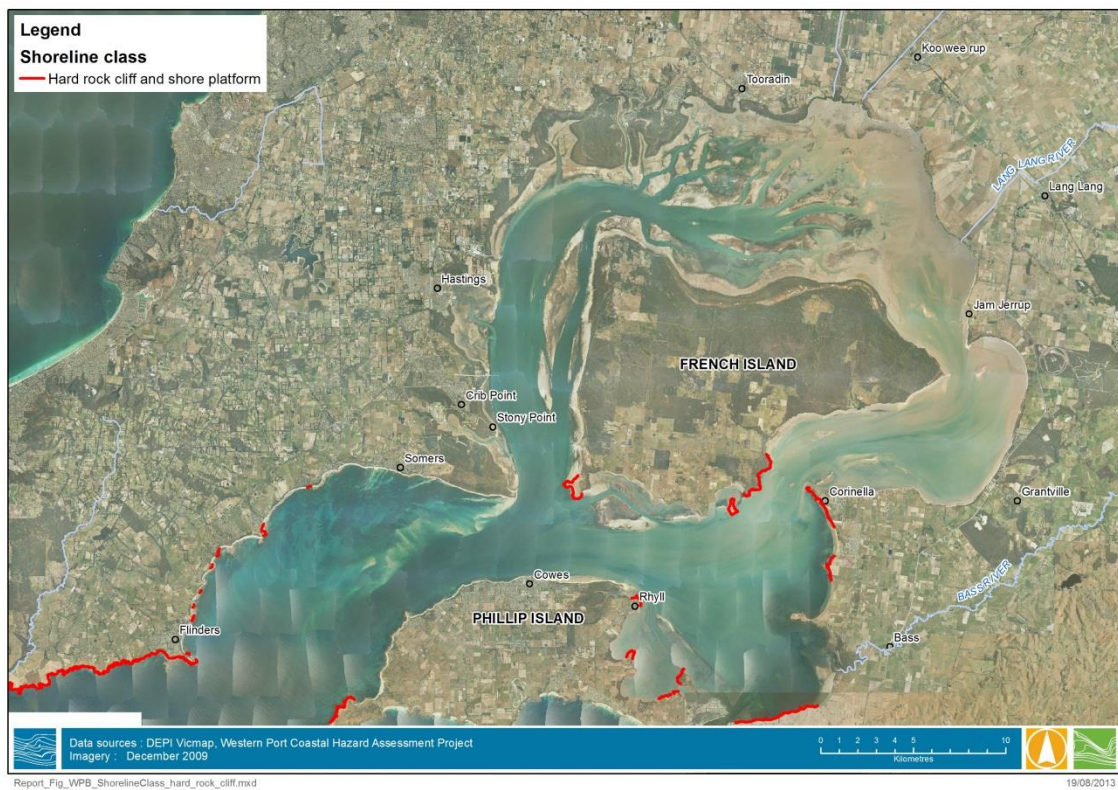 Legend
Shoreline class
Hard rock cliff and shore platform
Koo wee rup
Tooradin
LANG LANG RIVER
Lang Lang
Hastings
Jam Jerrup
FRENCH ISLAND
Crib Point
Stony Point
Somers
Corinella
Grantville
Cowes
BASS RIVER
Rhyll
PHILLIP ISLAND
Flinders
Bass
Data sources : DEPI Vicmap, Western Port Coastal Hazard Assessment Project
Imagery : December 2009
0 1 2 3 4 5 10
Kilometres
Report_Fig_WPB_ShorelineClass_hard_rock_cliff.mxd
19/08/2013